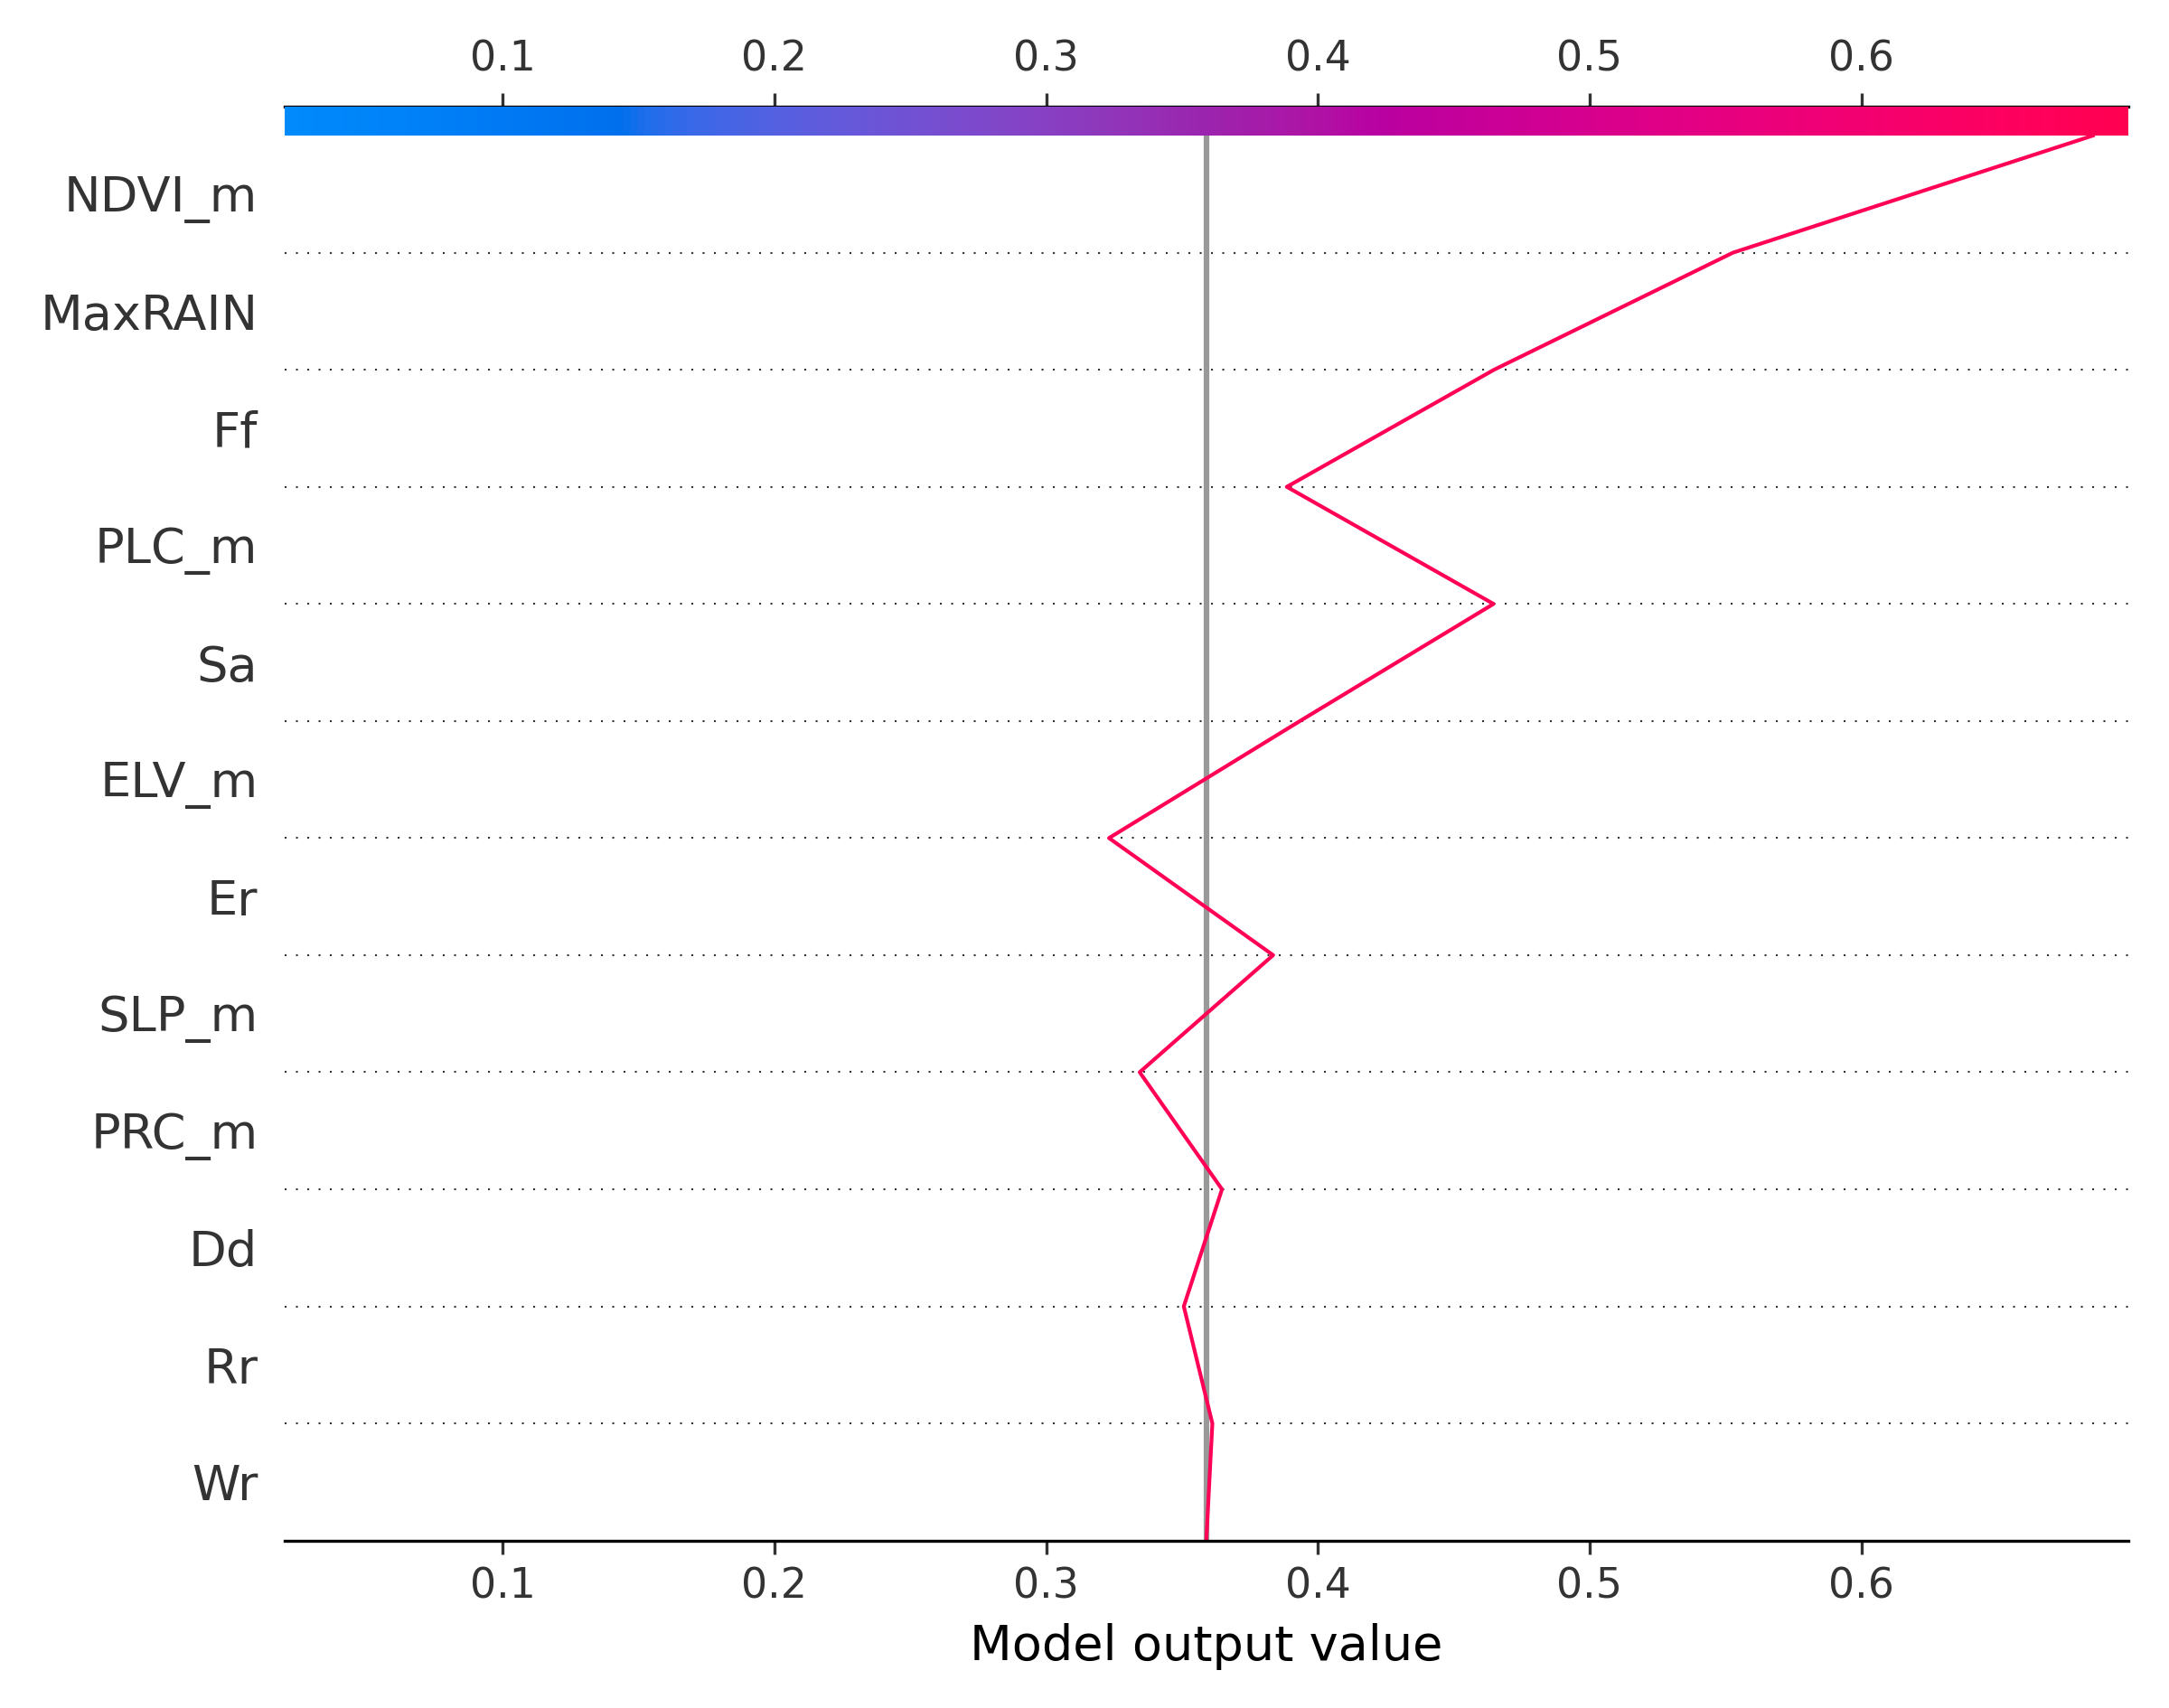 0.1 0.2 0.3 0.4 0.5 0.6
NDVI_m
MaxRAIN
Ff
PLC_m
Sa
ELV_m
Er
SLP_m
PRC_m
Dd
Rr
Wr
0.1 0.2 0.3 0.4 0.5 0.6
Model output value